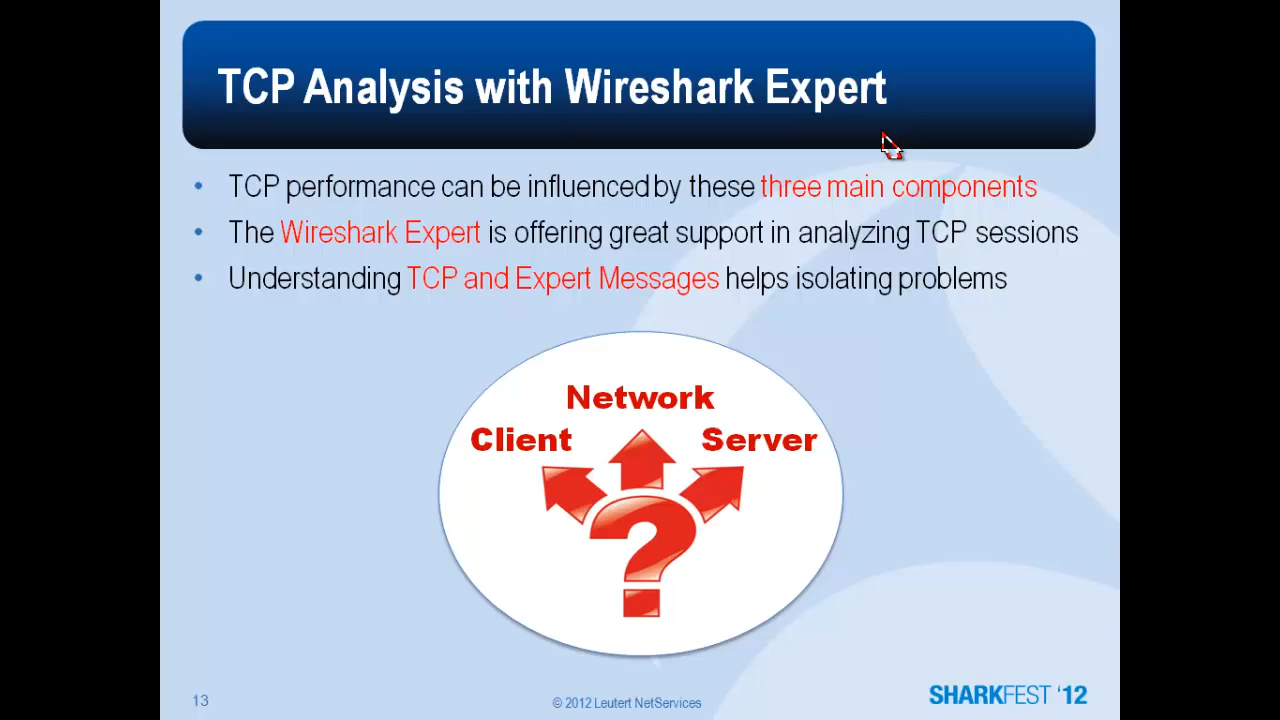 TCP Analysis with Wireshark Expert
• TCP performance can be influenced by these three main components
• The Wireshark Expert is offering great support in analyzing TCP sessions
• Understanding TCP and Expert Messages helps isolating problems
Network
Client Server
?
13 © 2012 Leutert NetServices SHARKFEST '12